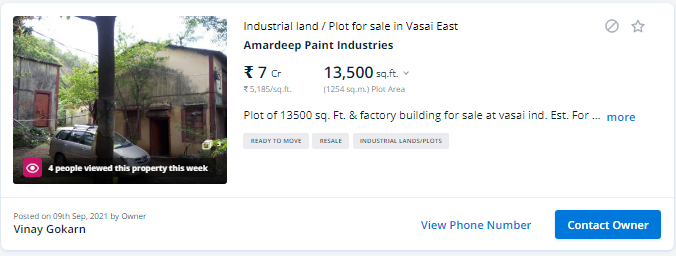 Industrial land / Plot for sale in Vasai East
Amardeep Paint Industries
₹ 7 Cr
13,500 sq.ft.
₹ 5,185/sq.ft.
(1254 sq.m.) Plot Area
Plot of 13500 sq. Ft. & factory building for sale at vasai ind. Est. For ... more
READY TO MOVE
RESALE
INDUSTRIAL LANDS/PLOTS
3
4 people viewed this property this week
Posted on 09th Sep, 2021 by Owner
Vinay Gokarn
View Phone Number
Contact Owner